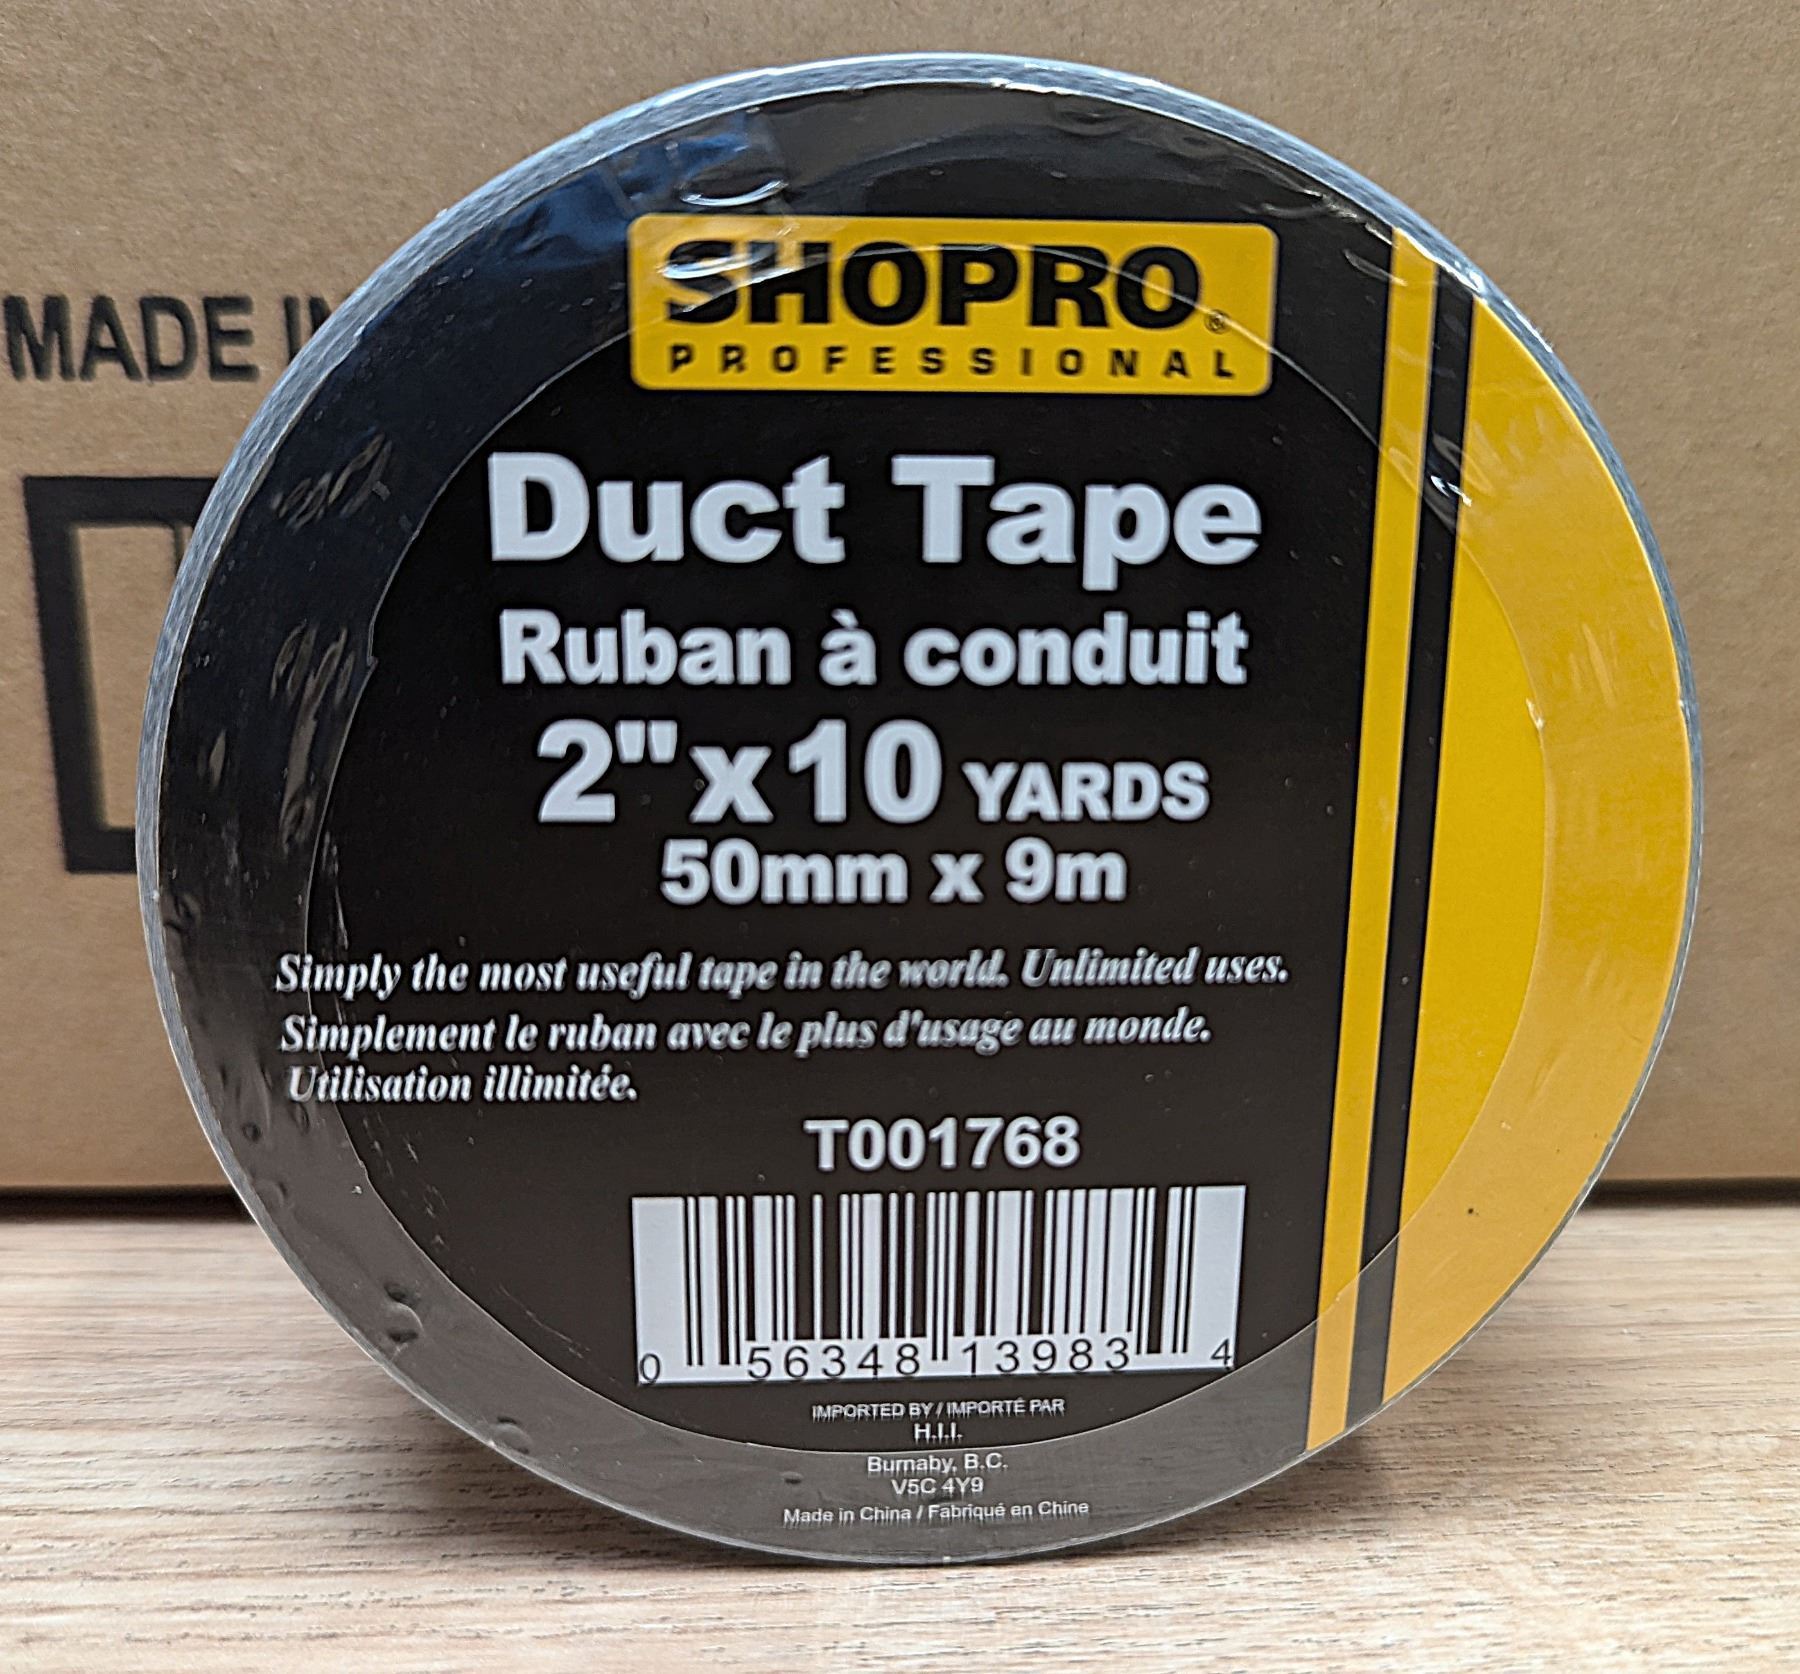 MADE IN
SHOPRO®
PROFESSIONAL
Duct Tape
Ruban à conduit
2" x 10 YARDS
50mm x 9m
Simply the most useful tape in the world. Unlimited uses.
Simplement le ruban avec le plus d'usage au monde.
Utilisation illimitée.
T001768
0 56348 13983 4
IMPORTED BY / IMPORTÉ PAR
H.I.I.
Burnaby, B.C.
V5C 4Y9
Made in China / Fabriqué en Chine